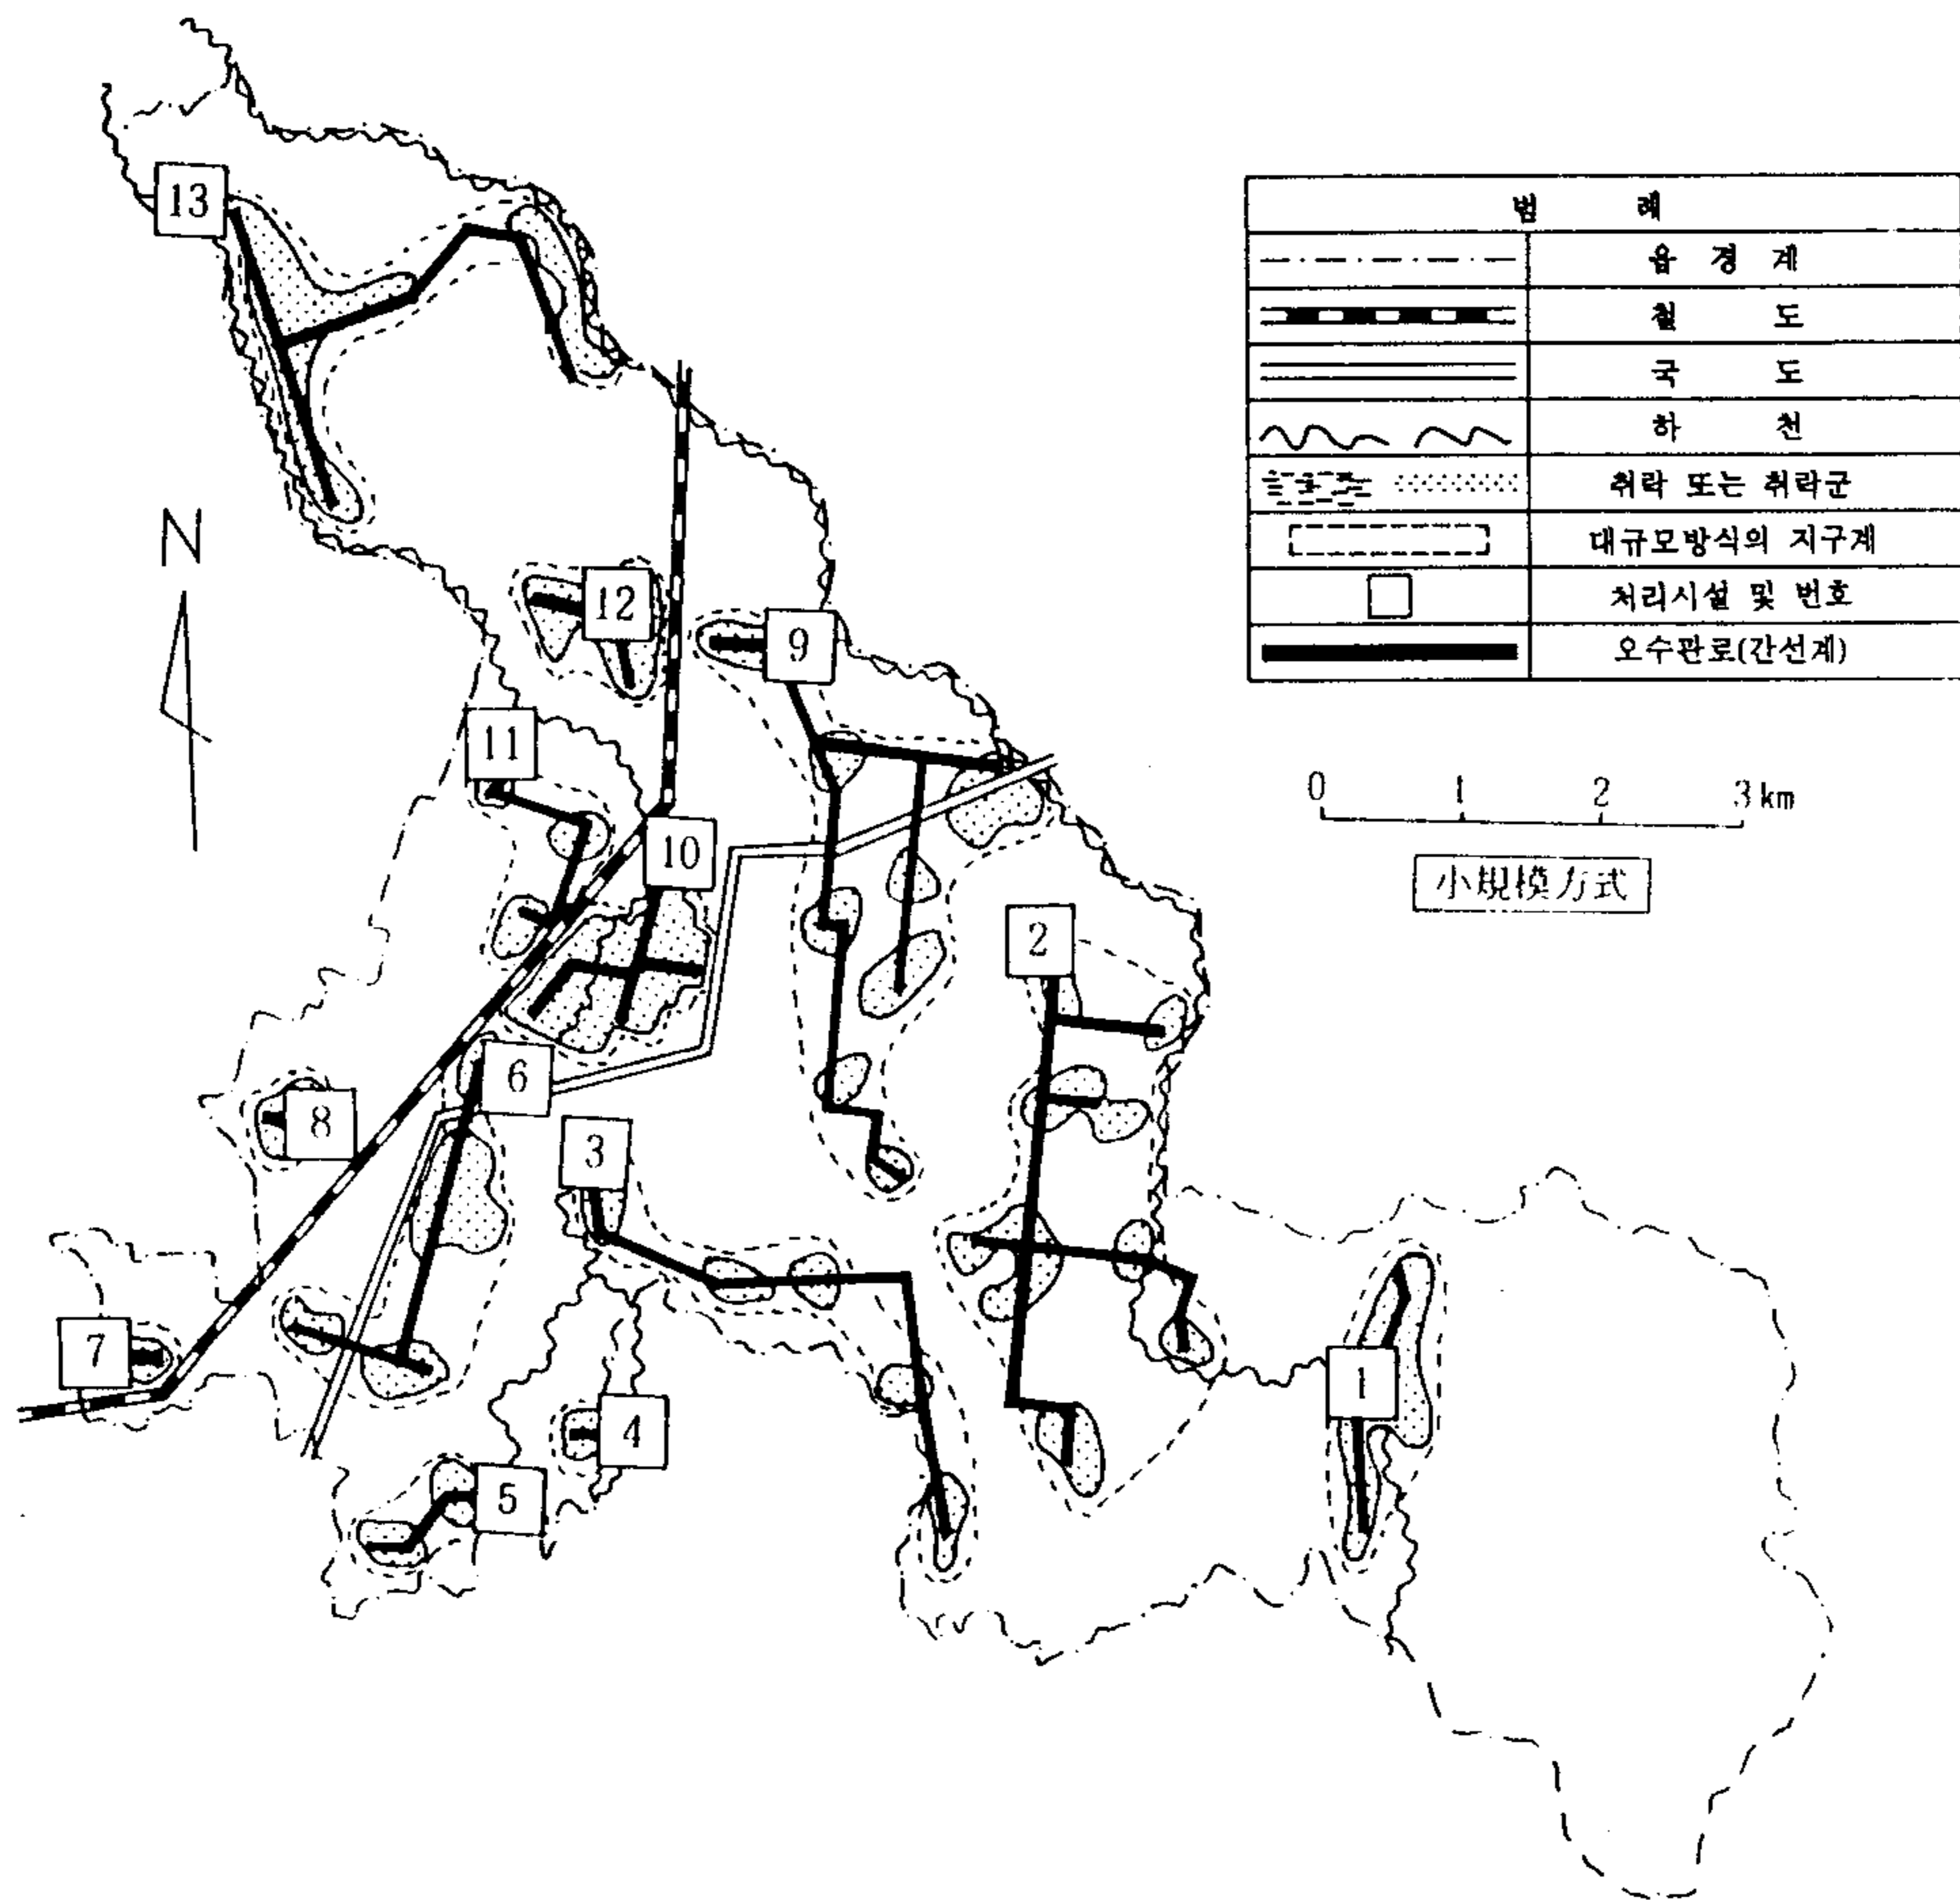 범 례
읍 경 계
철 도
국 도
하 천
취락 또는 취락군
대규모방식의 지구계
처리시설 및 번호
오수관로(간선계)
0 1 2 3 km
小規模方式
N
13
12
9
11
10
2
6
8
3
7
1
4
5